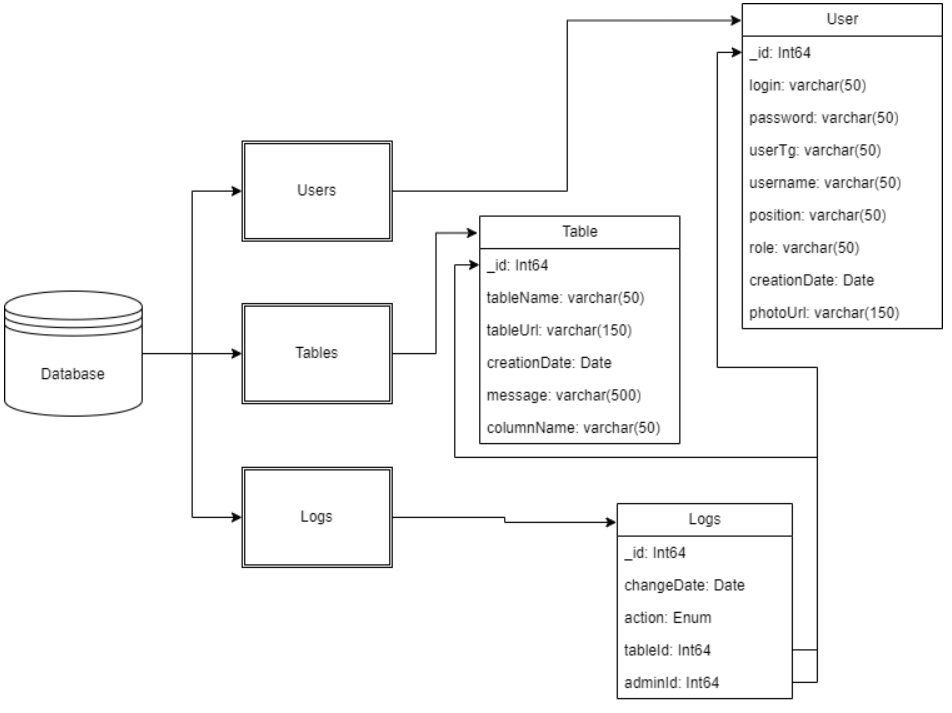 User
_id: Int64
login: varchar(50)
password: varchar(50)
userTg: varchar(50)
username: varchar(50)
position: varchar(50)
role: varchar(50)
creationDate: Date
photoUrl: varchar(150)
Users
Table
_id: Int64
tableName: varchar(50)
tableUrl: varchar(150)
creationDate: Date
message: varchar(500)
columnName: varchar(50)
Tables
Database
Logs
Logs
_id: Int64
changeDate: Date
action: Enum
tableId: Int64
adminId: Int64